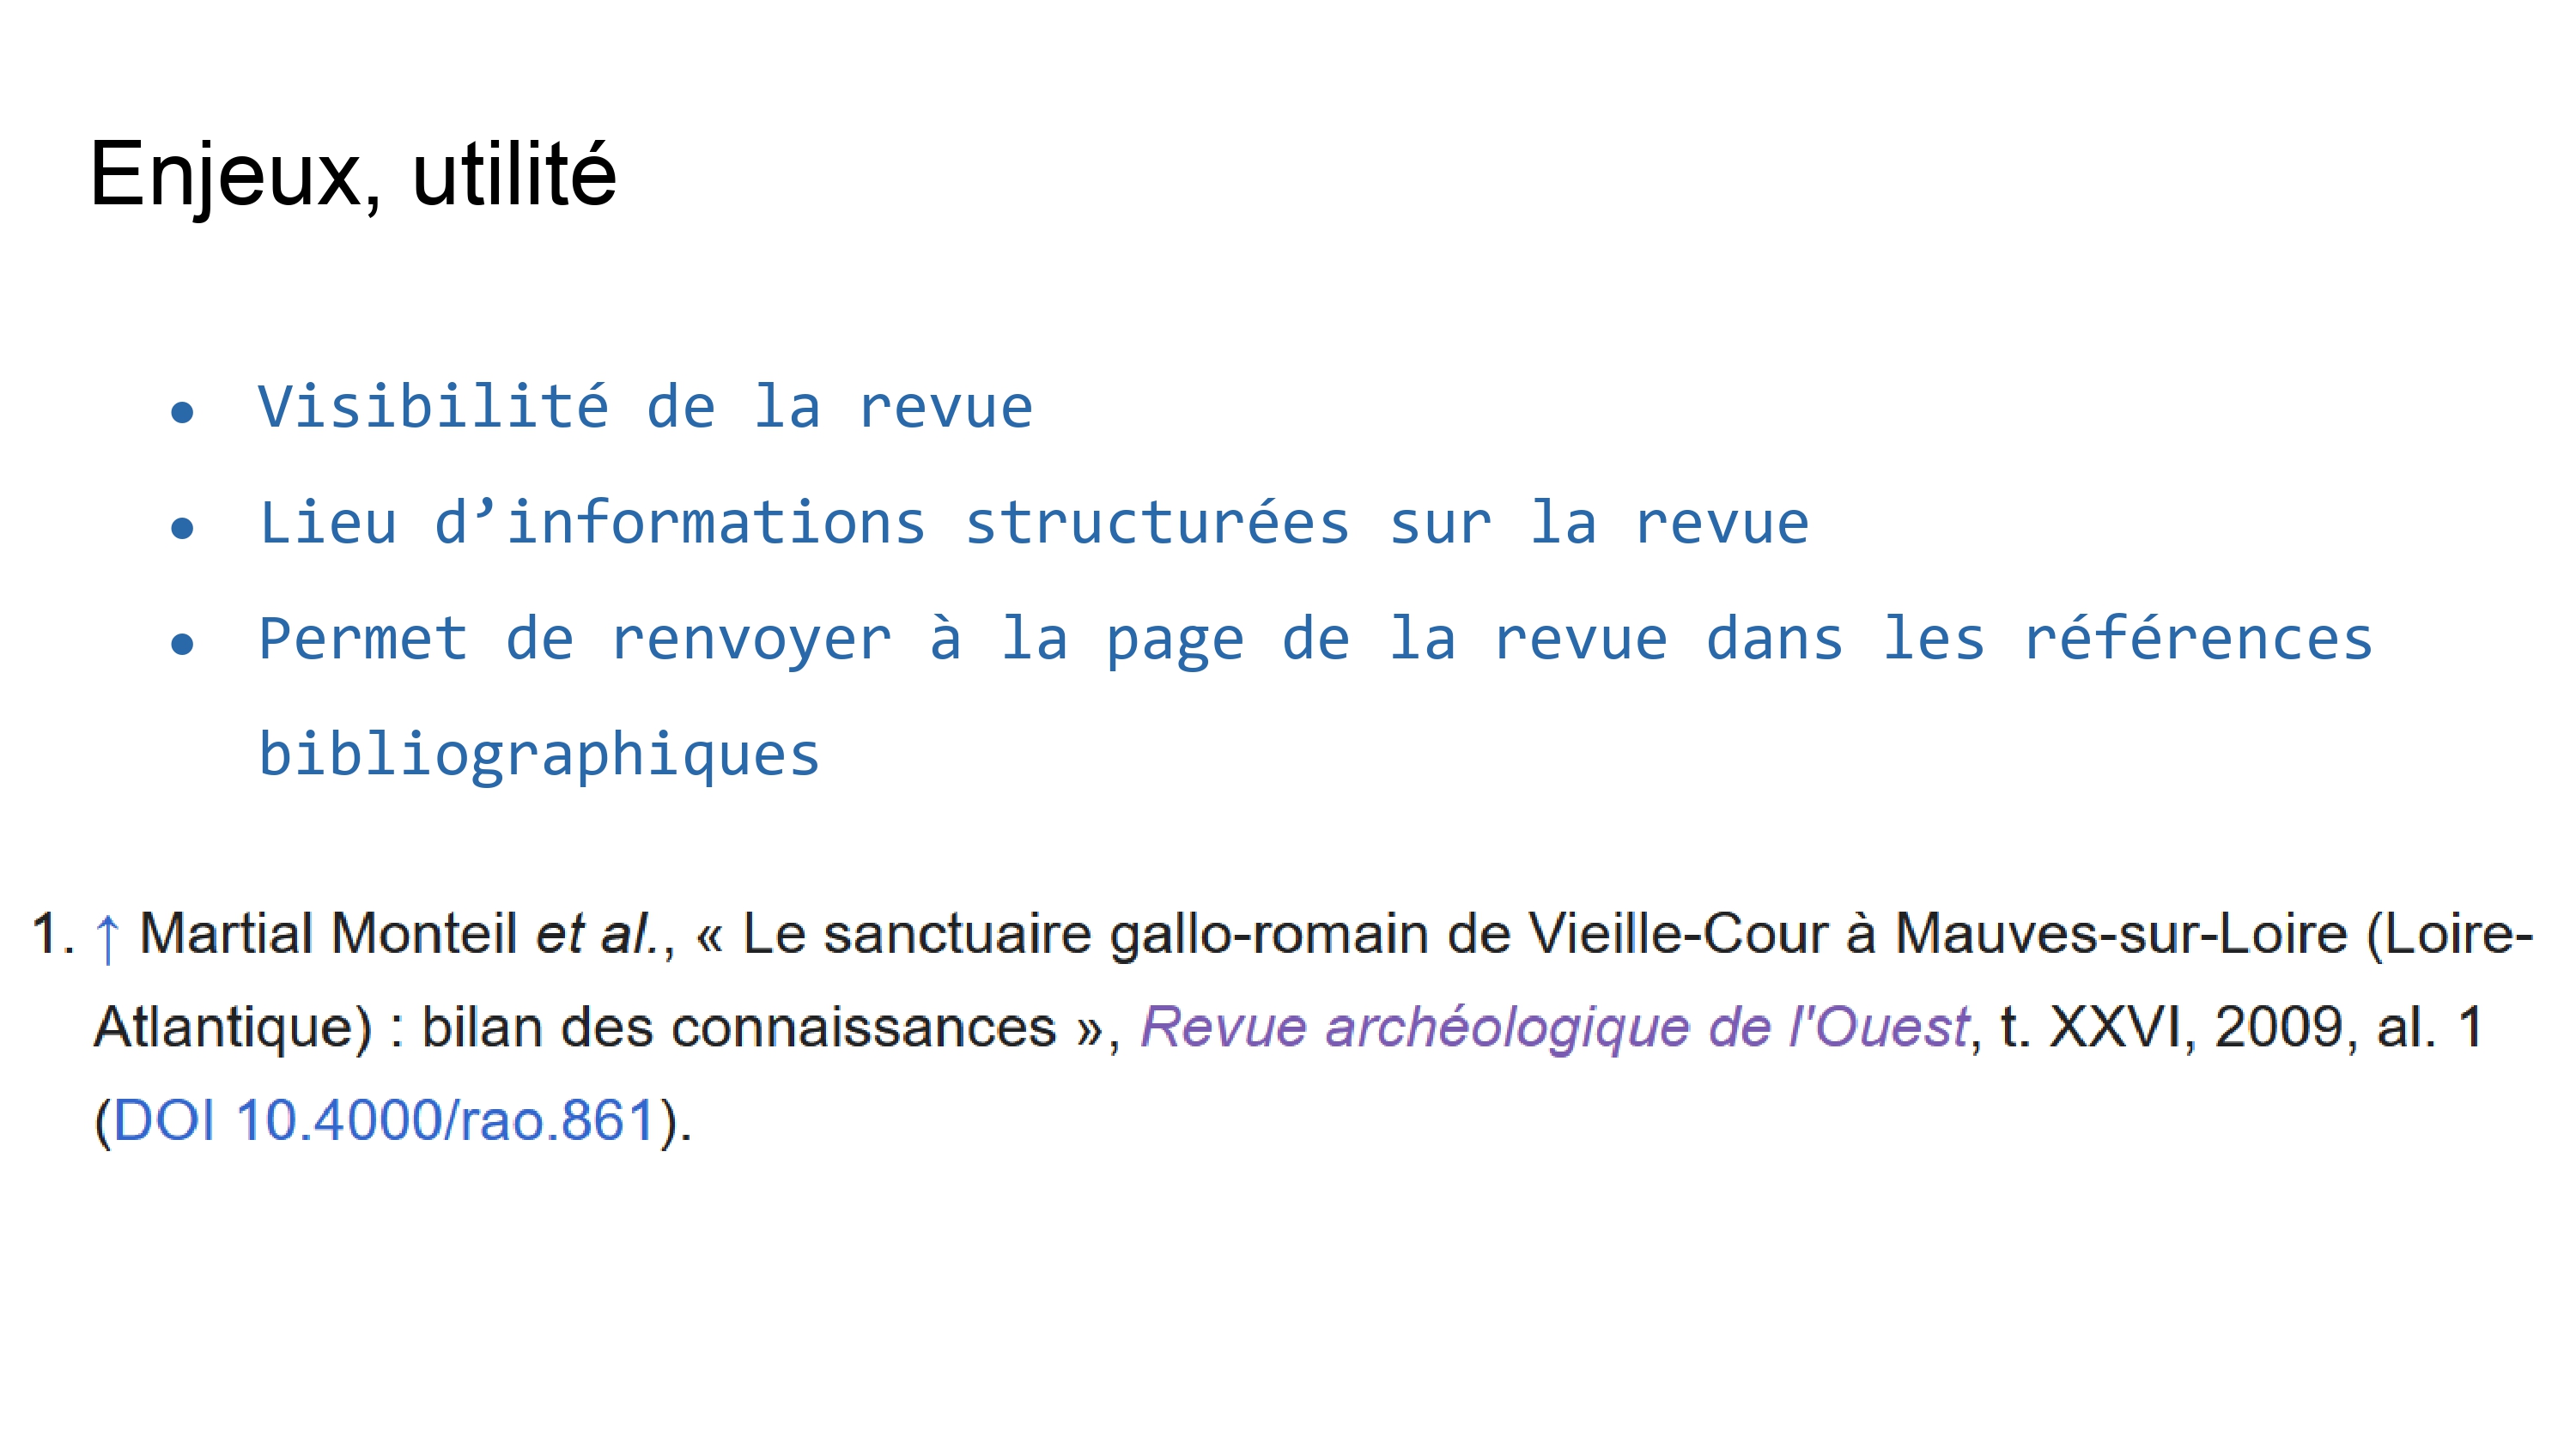 Enjeux, utilité
● Visibilité de la revue
● Lieu d’informations structurées sur la revue
● Permet de renvoyer à la page de la revue dans les références
bibliographiques
1. ↑ Martial Monteil et al., « Le sanctuaire gallo-romain de Vieille-Cour à Mauves-sur-Loire (Loire-
Atlantique) : bilan des connaissances », Revue archéologique de l'Ouest, t. XXVI, 2009, al. 1
(DOI 10.4000/rao.861).